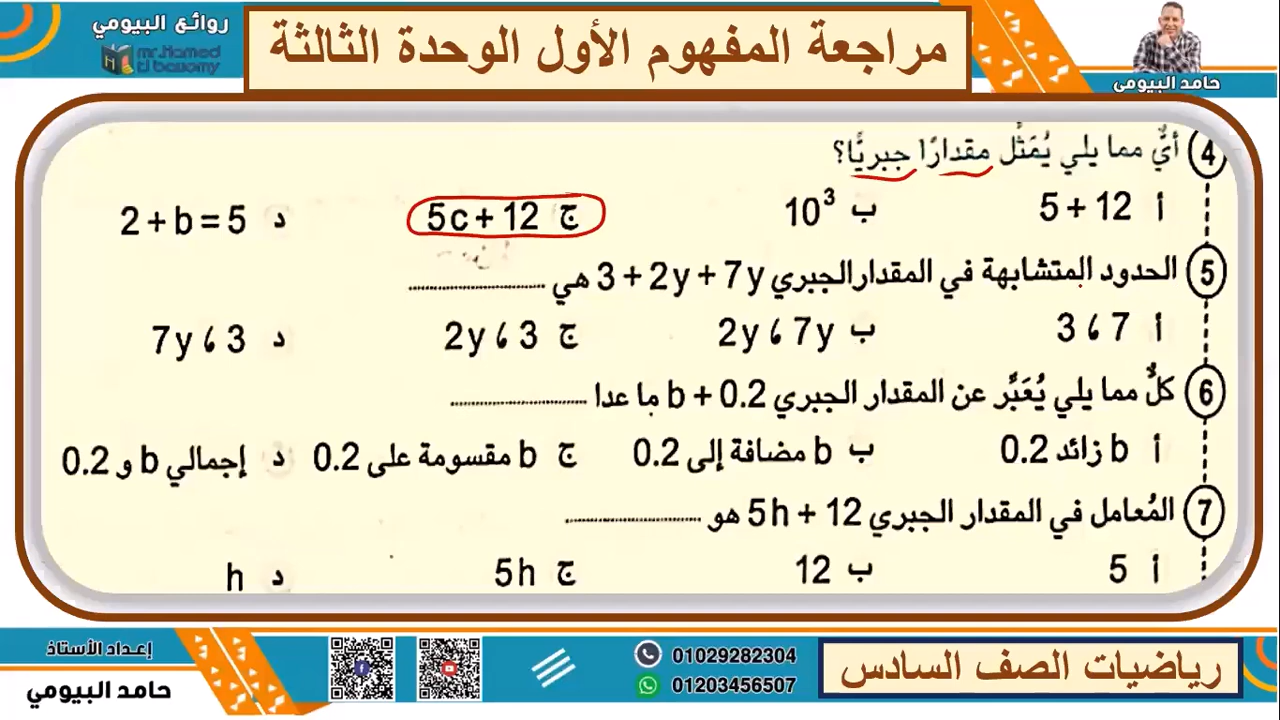 روائع البيومي
mr.Hamed
El bayomy
مراجعة المفهوم الأول الوحدة الثالثة
حامد البيومى
4 أيٌّ مما يلي يُمَثِّل مقدارًا جبريًّا؟
أ 5 + 12 ب 10³ ج 5c + 12 د 2 + b = 5
5 الحدود المتشابهة في المقدار الجبري 3 + 2y + 7y هي ..............................
أ 7 ، 3 ب 7y ، 2y ج 3 ، 2y د 3 ، 7y
6 كلٌّ مما يلي يُعَبِّر عن المقدار الجبري b + 0.2 ما عدا ..............................
أ b زائد 0.2 ب b مضافة إلى 0.2 ج b مقسومة على 0.2 د إجمالي b و 0.2
7 المُعامل في المقدار الجبري 5h + 12 هو ..............................
أ 5 ب 12 ج 5h د h
رياضيات الصف السادس
01029282304
01203456507
إعداد الأستاذ
حامد البيومي